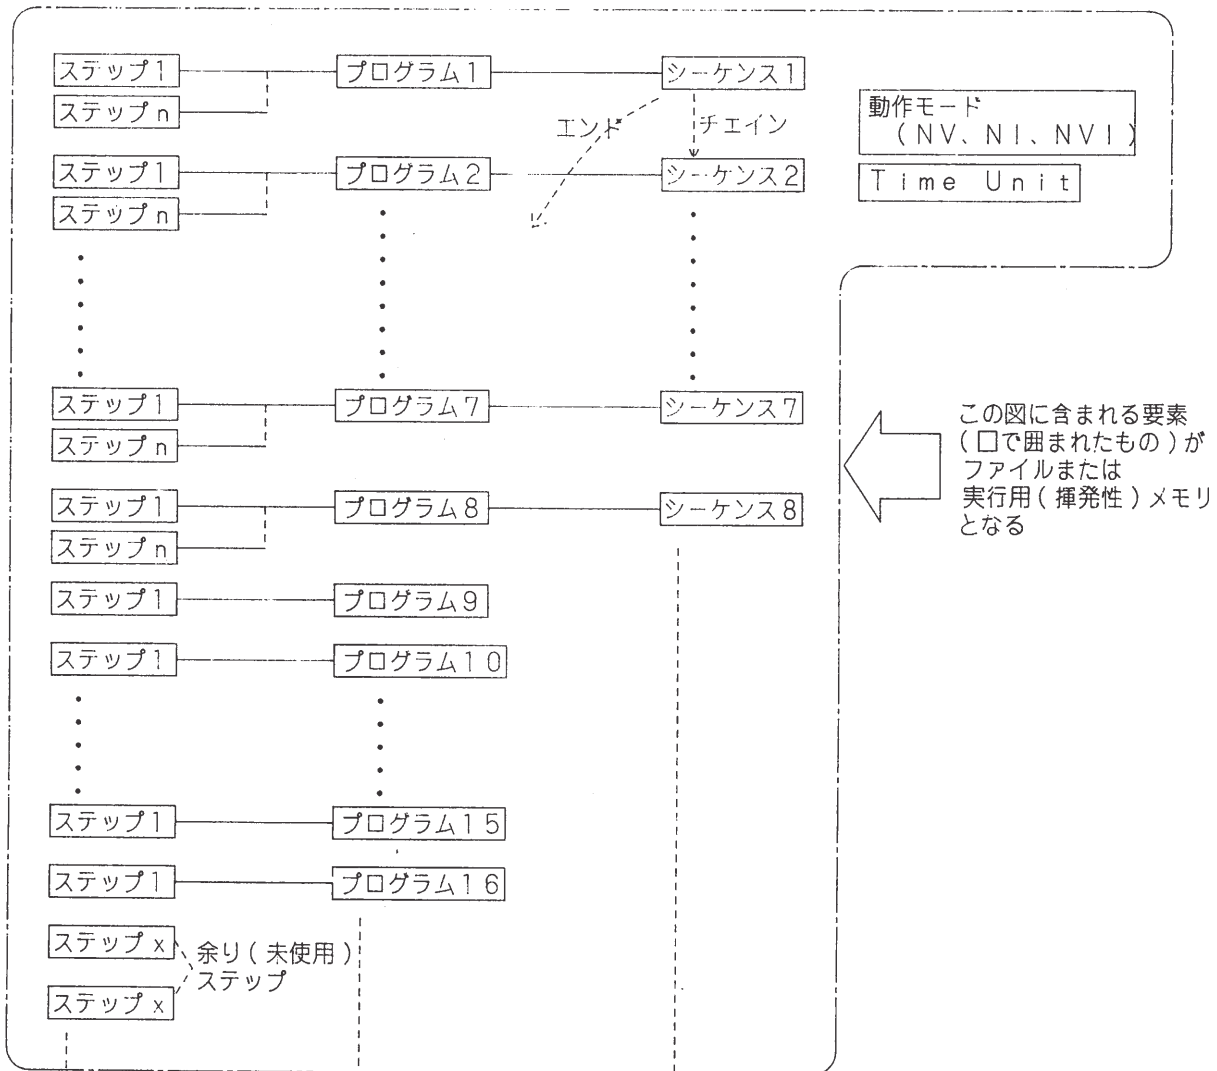 ステップ1 プログラム1 シーケンス1
ステップn
エンド チェイン
動作モード
(NV、NI、NVI)
Time Unit
ステップ1 プログラム2 シーケンス2
ステップn
ステップ1 プログラム7 シーケンス7
ステップn
この図に含まれる要素
(□で囲まれたもの)が
ファイルまたは
実行用(揮発性)メモリ
となる
ステップ1 プログラム8 シーケンス8
ステップn
ステップ1 プログラム9
ステップ1 プログラム10
ステップ1 プログラム15
ステップ1 プログラム16
ステップx
余り(未使用)
ステップ
ステップx